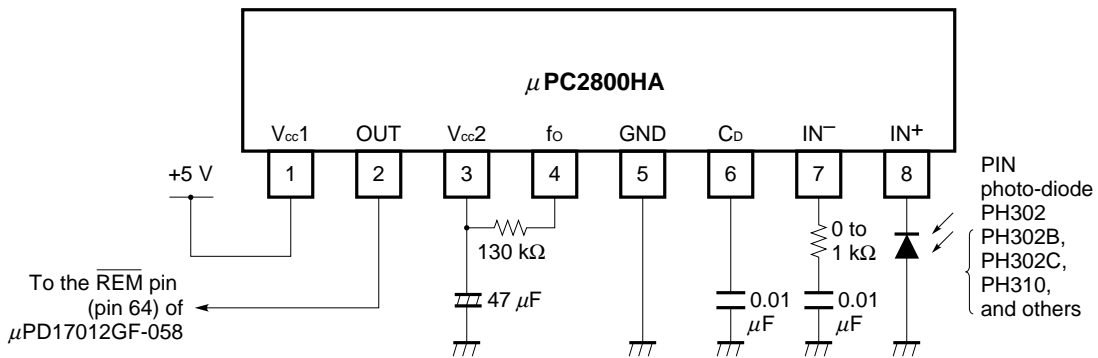 μPC2800HA
Vcc1 OUT Vcc2 fo GND CD IN− IN+
1 2 3 4 5 6 7 8
+5 V
130 kΩ
47 μF
0.01
μF
0 to
1 kΩ
0.01
μF
PIN
photo-diode
PH302
PH302B,
PH302C,
PH310,
and others
To the REM pin
(pin 64) of
μPD17012GF-058